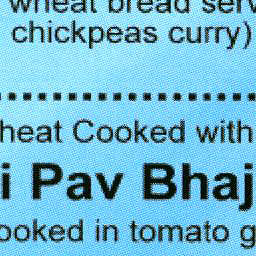 wheat bread serv
chickpeas curry)
heat Cooked with
i Pav Bhaj
ooked in tomato g